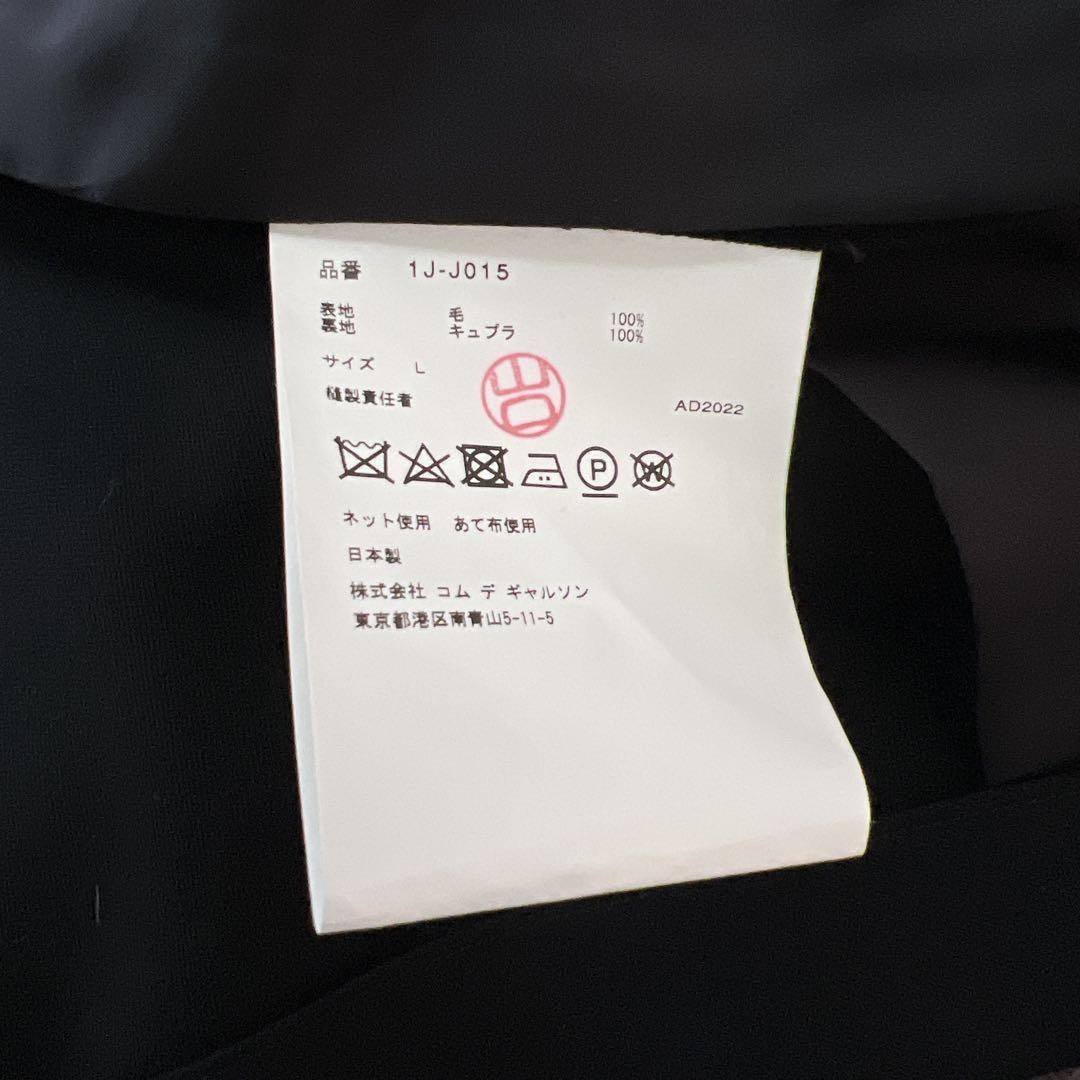 品番 1J-J015
表地 毛 100%
裏地 キュプラ 100%
サイズ L
縫製責任者
AD2022
P W
ネット使用 あて布使用
日本製
株式会社 コム デ ギャルソン
東京都港区南青山5-11-5